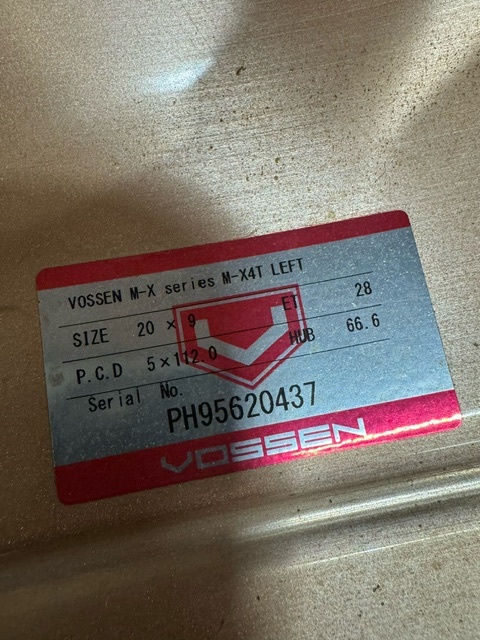 VOSSEN M-X series M-X4T LEFT
SIZE 20 × 9 ET 28
P.C.D 5×112.0 HUB 66.6
Serial No.
PH95620437
VOSSEN